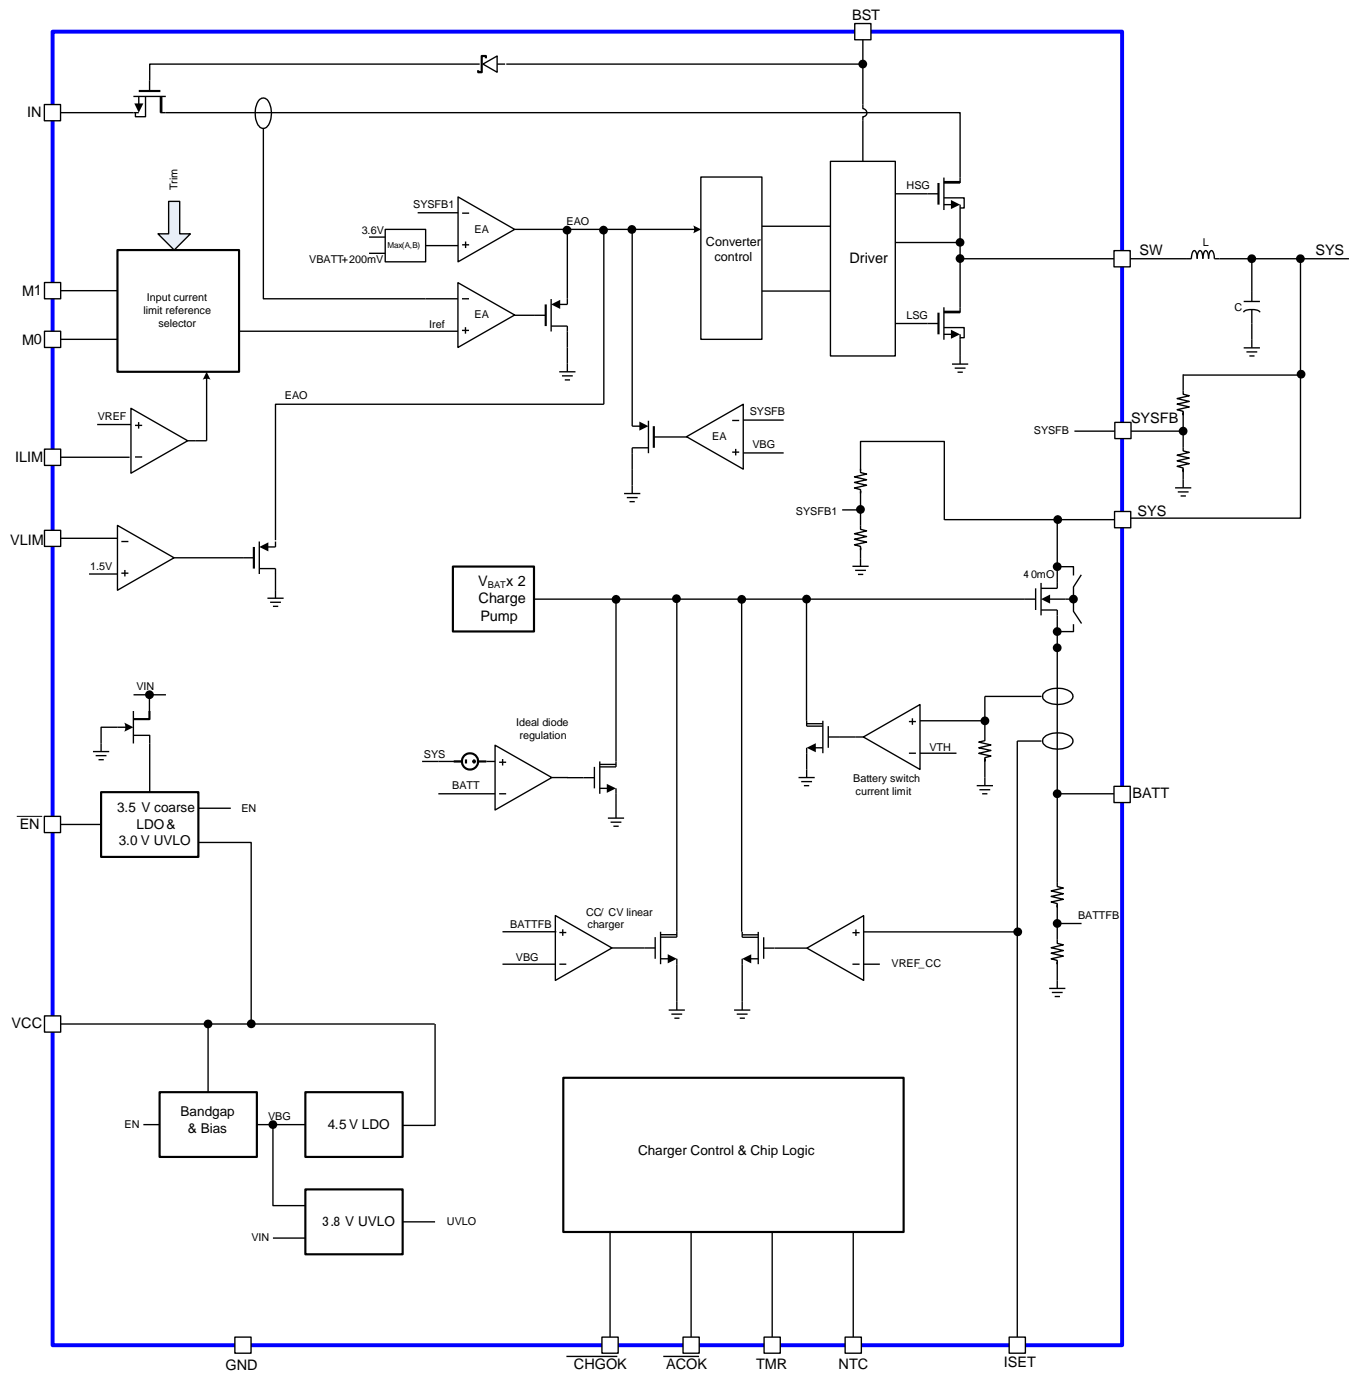 BST
IN
Trim
HSG
SYSFB1
−
EA
+
3.6V
Max(A,B)
VBATT+200mV
EAO
Converter
control
Driver
SW
L
SYS
C
M1
M0
Input current
limit reference
selector
Iref
−
EA
+
LSG
EAO
VREF
+
−
ILIM
SYSFB
−
EA
VBG
+
SYSFB
SYSFB
SYSFB1
SYS
VLIM
−
1.5V
+
VBATx 2
Charge
Pump
40mO
VIN
Ideal diode
regulation
SYS
+
BATT
−
+
−
VTH
Battery switch
current limit
BATT
EN
3.5 V coarse
LDO &
3.0 V UVLO
EN
CC/ CV linear
charger
BATTFB
+
VBG
−
+
−
VREF_CC
BATTFB
VCC
EN
Bandgap
& Bias
VBG
4.5 V LDO
Charger Control & Chip Logic
VIN
3.8 V UVLO
UVLO
GND
CHGOK
ACOK
TMR
NTC
ISET